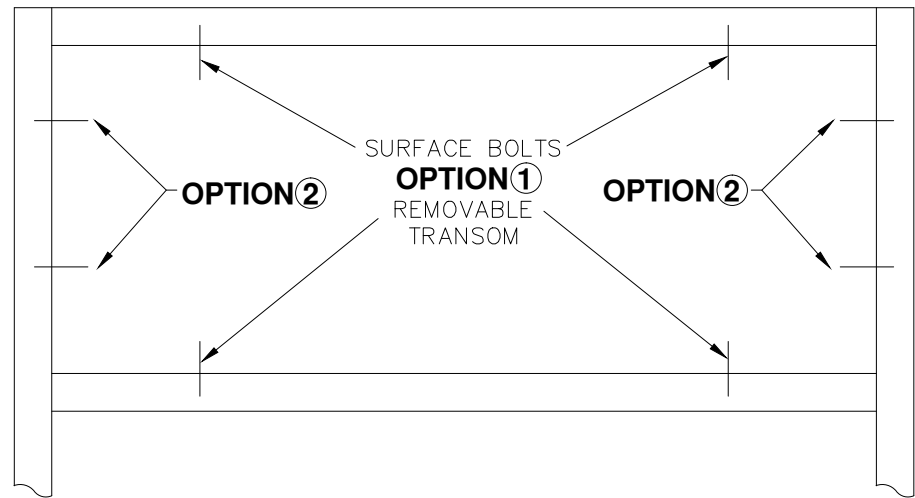 SURFACE BOLTS
OPTION①
REMOVABLE
TRANSOM
OPTION②
OPTION②